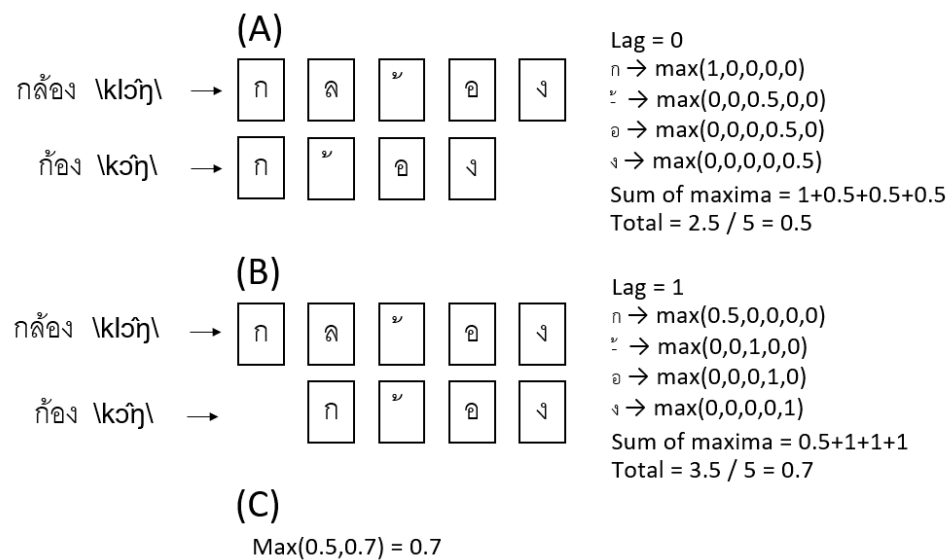 (A)
กล้อง \klɔ̂ŋ\ → ก ล ้ อ ง
ก้อง \kɔ̂ŋ\ → ก ้ อ ง
Lag = 0
ก → max(1,0,0,0,0)
-้ → max(0,0,0.5,0,0)
อ → max(0,0,0,0.5,0)
ง → max(0,0,0,0,0.5)
Sum of maxima = 1+0.5+0.5+0.5
Total = 2.5 / 5 = 0.5
(B)
กล้อง \klɔ̂ŋ\ → ก ล ้ อ ง
ก้อง \kɔ̂ŋ\ → ก ้ อ ง
Lag = 1
ก → max(0.5,0,0,0,0)
-้ → max(0,0,1,0,0)
อ → max(0,0,0,1,0)
ง → max(0,0,0,0,1)
Sum of maxima = 0.5+1+1+1
Total = 3.5 / 5 = 0.7
(C)
Max(0.5,0.7) = 0.7